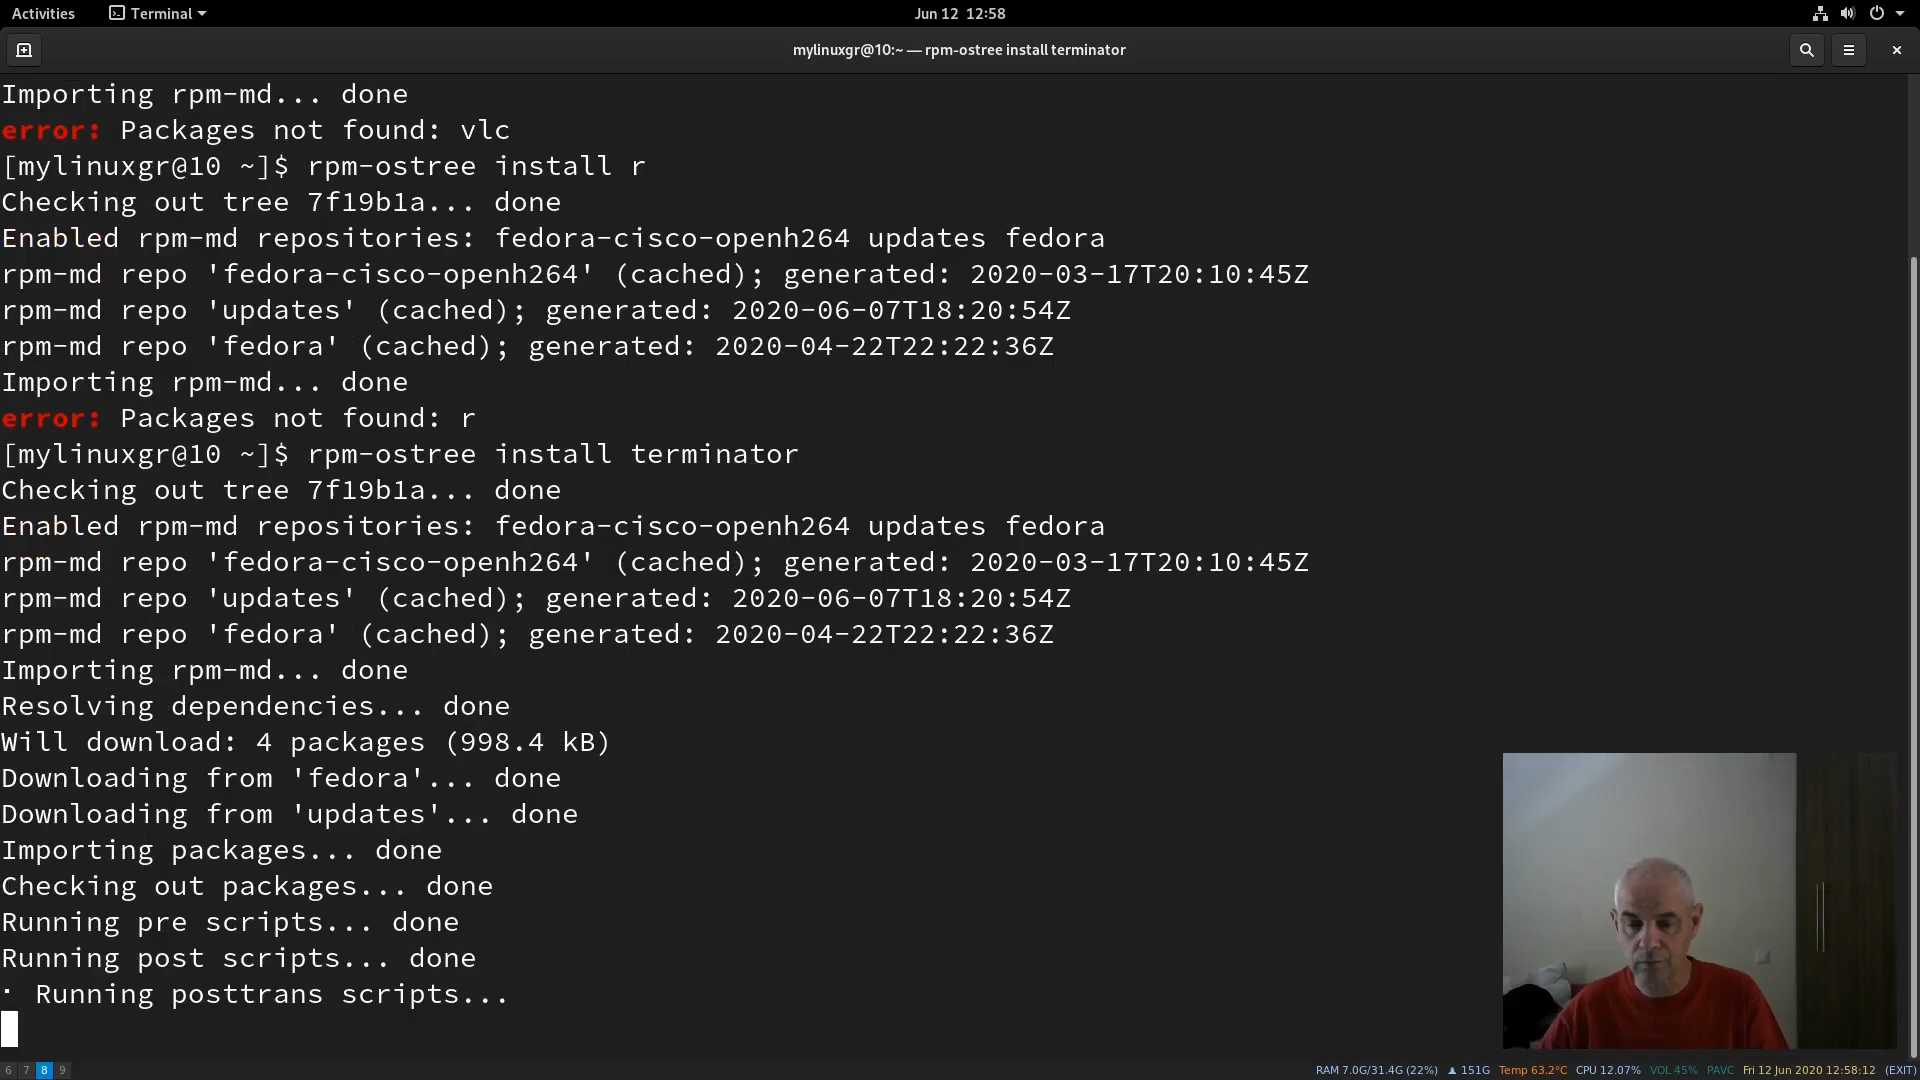 Activities Terminal Jun 12 12:58
mylinuxgr@10:~ — rpm-ostree install terminator
Importing rpm-md... done
error: Packages not found: vlc
[mylinuxgr@10 ~]$ rpm-ostree install r
Checking out tree 7f19b1a... done
Enabled rpm-md repositories: fedora-cisco-openh264 updates fedora
rpm-md repo 'fedora-cisco-openh264' (cached); generated: 2020-03-17T20:10:45Z
rpm-md repo 'updates' (cached); generated: 2020-06-07T18:20:54Z
rpm-md repo 'fedora' (cached); generated: 2020-04-22T22:22:36Z
Importing rpm-md... done
error: Packages not found: r
[mylinuxgr@10 ~]$ rpm-ostree install terminator
Checking out tree 7f19b1a... done
Enabled rpm-md repositories: fedora-cisco-openh264 updates fedora
rpm-md repo 'fedora-cisco-openh264' (cached); generated: 2020-03-17T20:10:45Z
rpm-md repo 'updates' (cached); generated: 2020-06-07T18:20:54Z
rpm-md repo 'fedora' (cached); generated: 2020-04-22T22:22:36Z
Importing rpm-md... done
Resolving dependencies... done
Will download: 4 packages (998.4 kB)
Downloading from 'fedora'... done
Downloading from 'updates'... done
Importing packages... done
Checking out packages... done
Running pre scripts... done
Running post scripts... done
⠂ Running posttrans scripts...
6 7 8 9 RAM 7.0G/31.4G (22%) ▲ 151G Temp 63.2°C CPU 12.07% VOL 45% PAVC Fri 12 Jun 2020 12:58:12 (EXIT)